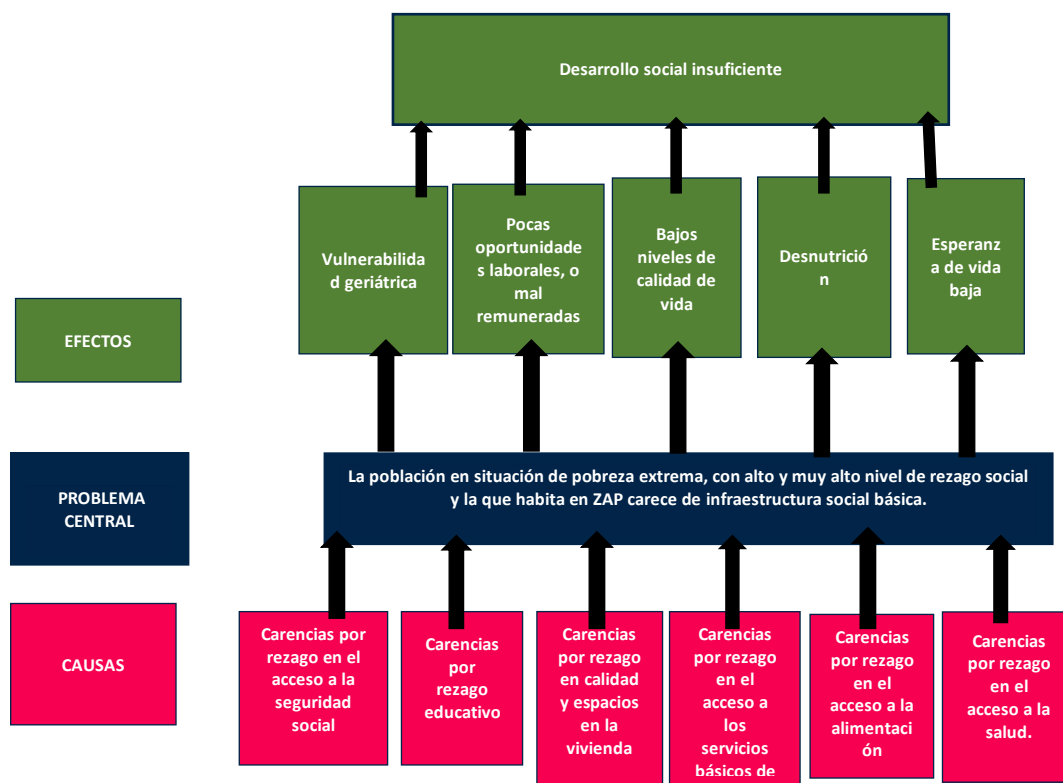 Desarrollo social insuficiente
Vulnerabilida
d geriátrica
Pocas
oportunidade
s laborales, o
mal
remuneradas
Bajos
niveles de
calidad de
vida
Desnutrició
n
Esperanz
a de vida
baja
EFECTOS
PROBLEMA
CENTRAL
La población en situación de pobreza extrema, con alto y muy alto nivel de rezago social
y la que habita en ZAP carece de infraestructura social básica.
CAUSAS
Carencias por
rezago en el
acceso a la
seguridad
social
Carencias
por
rezago
educativo
Carencias
por rezago
en calidad
y espacios
en la
vivienda
Carencias
por rezago
en el
acceso a
los
servicios
básicos de
Carencias
por rezago
en el
acceso a la
alimentaci
ón
Carencias
por rezago
en el
acceso a la
salud.